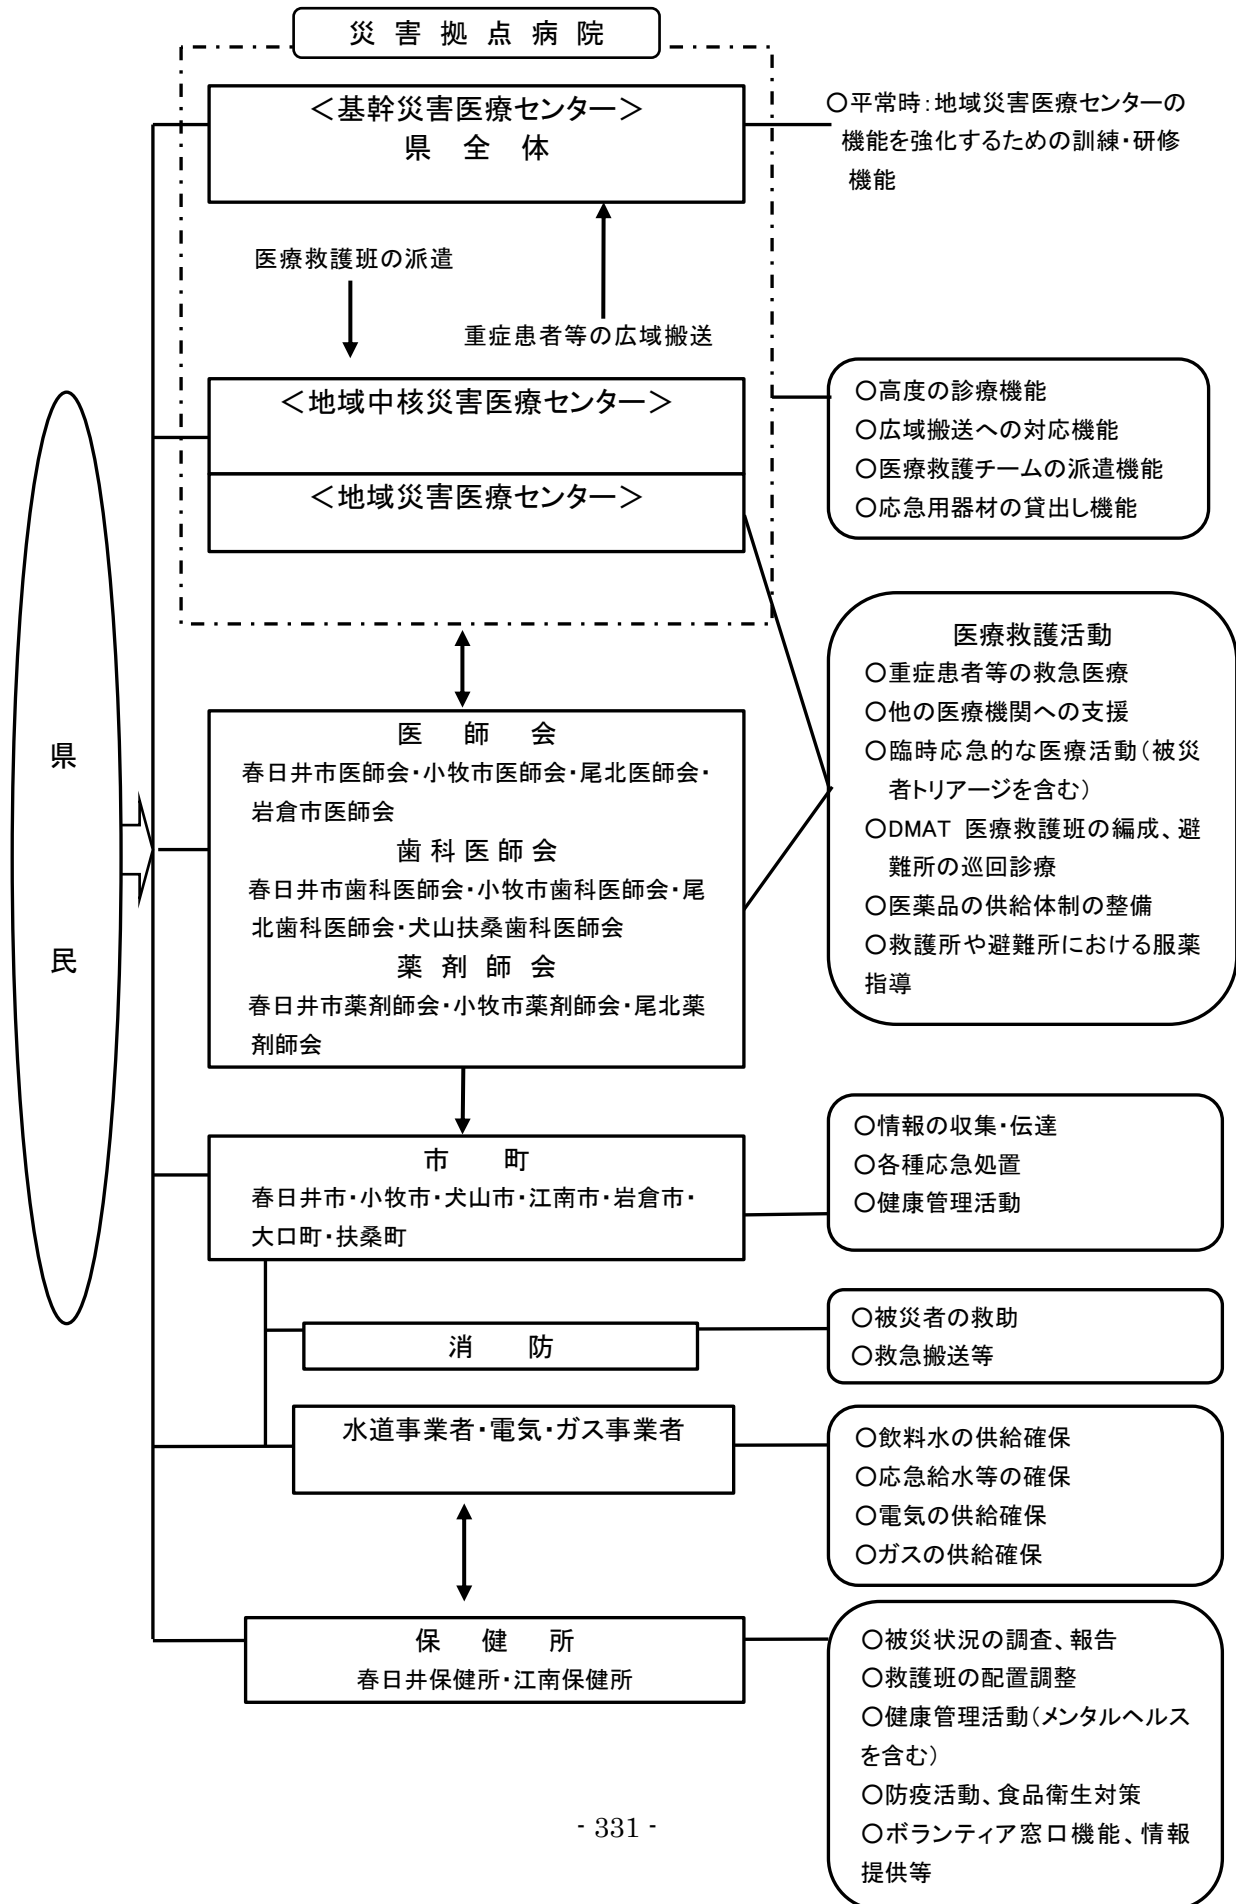 災害拠点病院
＜基幹災害医療センター＞
県全体
○平常時：地域災害医療センターの
機能を強化するための訓練・研修
機能
医療救護班の派遣
重症患者等の広域搬送
＜地域中核災害医療センター＞
＜地域災害医療センター＞
○高度の診療機能
○広域搬送への対応機能
○医療救護チームの派遣機能
○応急用器材の貸出し機能
県
民
医師会
春日井市医師会・小牧市医師会・尾北医師会・
岩倉市医師会
歯科医師会
春日井市歯科医師会・小牧市歯科医師会・尾
北歯科医師会・犬山扶桑歯科医師会
薬剤師会
春日井市薬剤師会・小牧市薬剤師会・尾北薬
剤師会
医療救護活動
○重症患者等の救急医療
○他の医療機関への支援
○臨時応急的な医療活動（被災
者トリアージを含む）
○DMAT 医療救護班の編成、避
難所の巡回診療
○医薬品の供給体制の整備
○救護所や避難所における服薬
指導
市町
春日井市・小牧市・犬山市・江南市・岩倉市・
大口町・扶桑町
○情報の収集・伝達
○各種応急処置
○健康管理活動
消防
○被災者の救助
○救急搬送等
水道事業者・電気・ガス事業者
○飲料水の供給確保
○応急給水等の確保
○電気の供給確保
○ガスの供給確保
保健所
春日井保健所・江南保健所
○被災状況の調査、報告
○救護班の配置調整
○健康管理活動（メンタルヘルス
を含む）
○防疫活動、食品衛生対策
○ボランティア窓口機能、情報
提供等
- 331 -